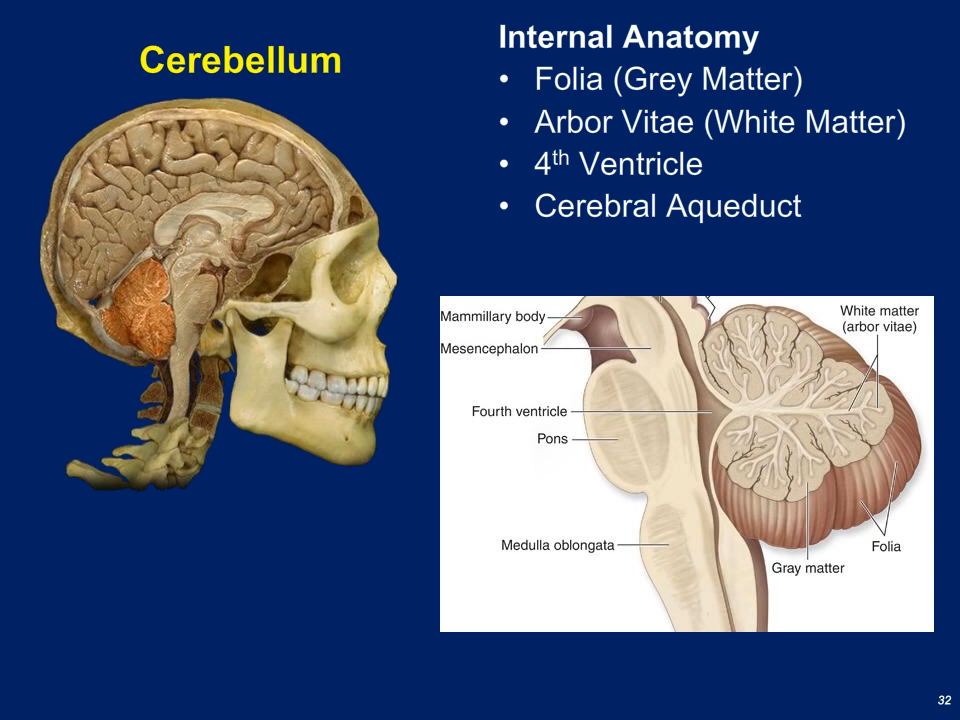 Cerebellum
Internal Anatomy
• Folia (Grey Matter)
• Arbor Vitae (White Matter)
• 4th Ventricle
• Cerebral Aqueduct
White matter
(arbor vitae)
Mammillary body
Mesencephalon
Fourth ventricle
Pons
Medulla oblongata
Folia
Gray matter
32